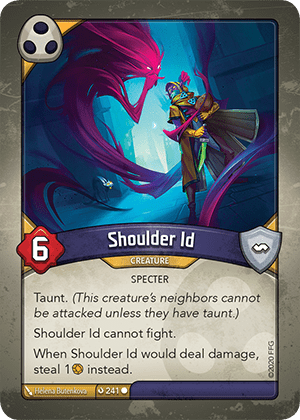 6
Shoulder Id
CREATURE
SPECTER
Taunt. (This creature's neighbors cannot
be attacked unless they have taunt.)
Shoulder Id cannot fight.
When Shoulder Id would deal damage,
steal 1 instead.
Helena Butenkova
241
©2020 FFG